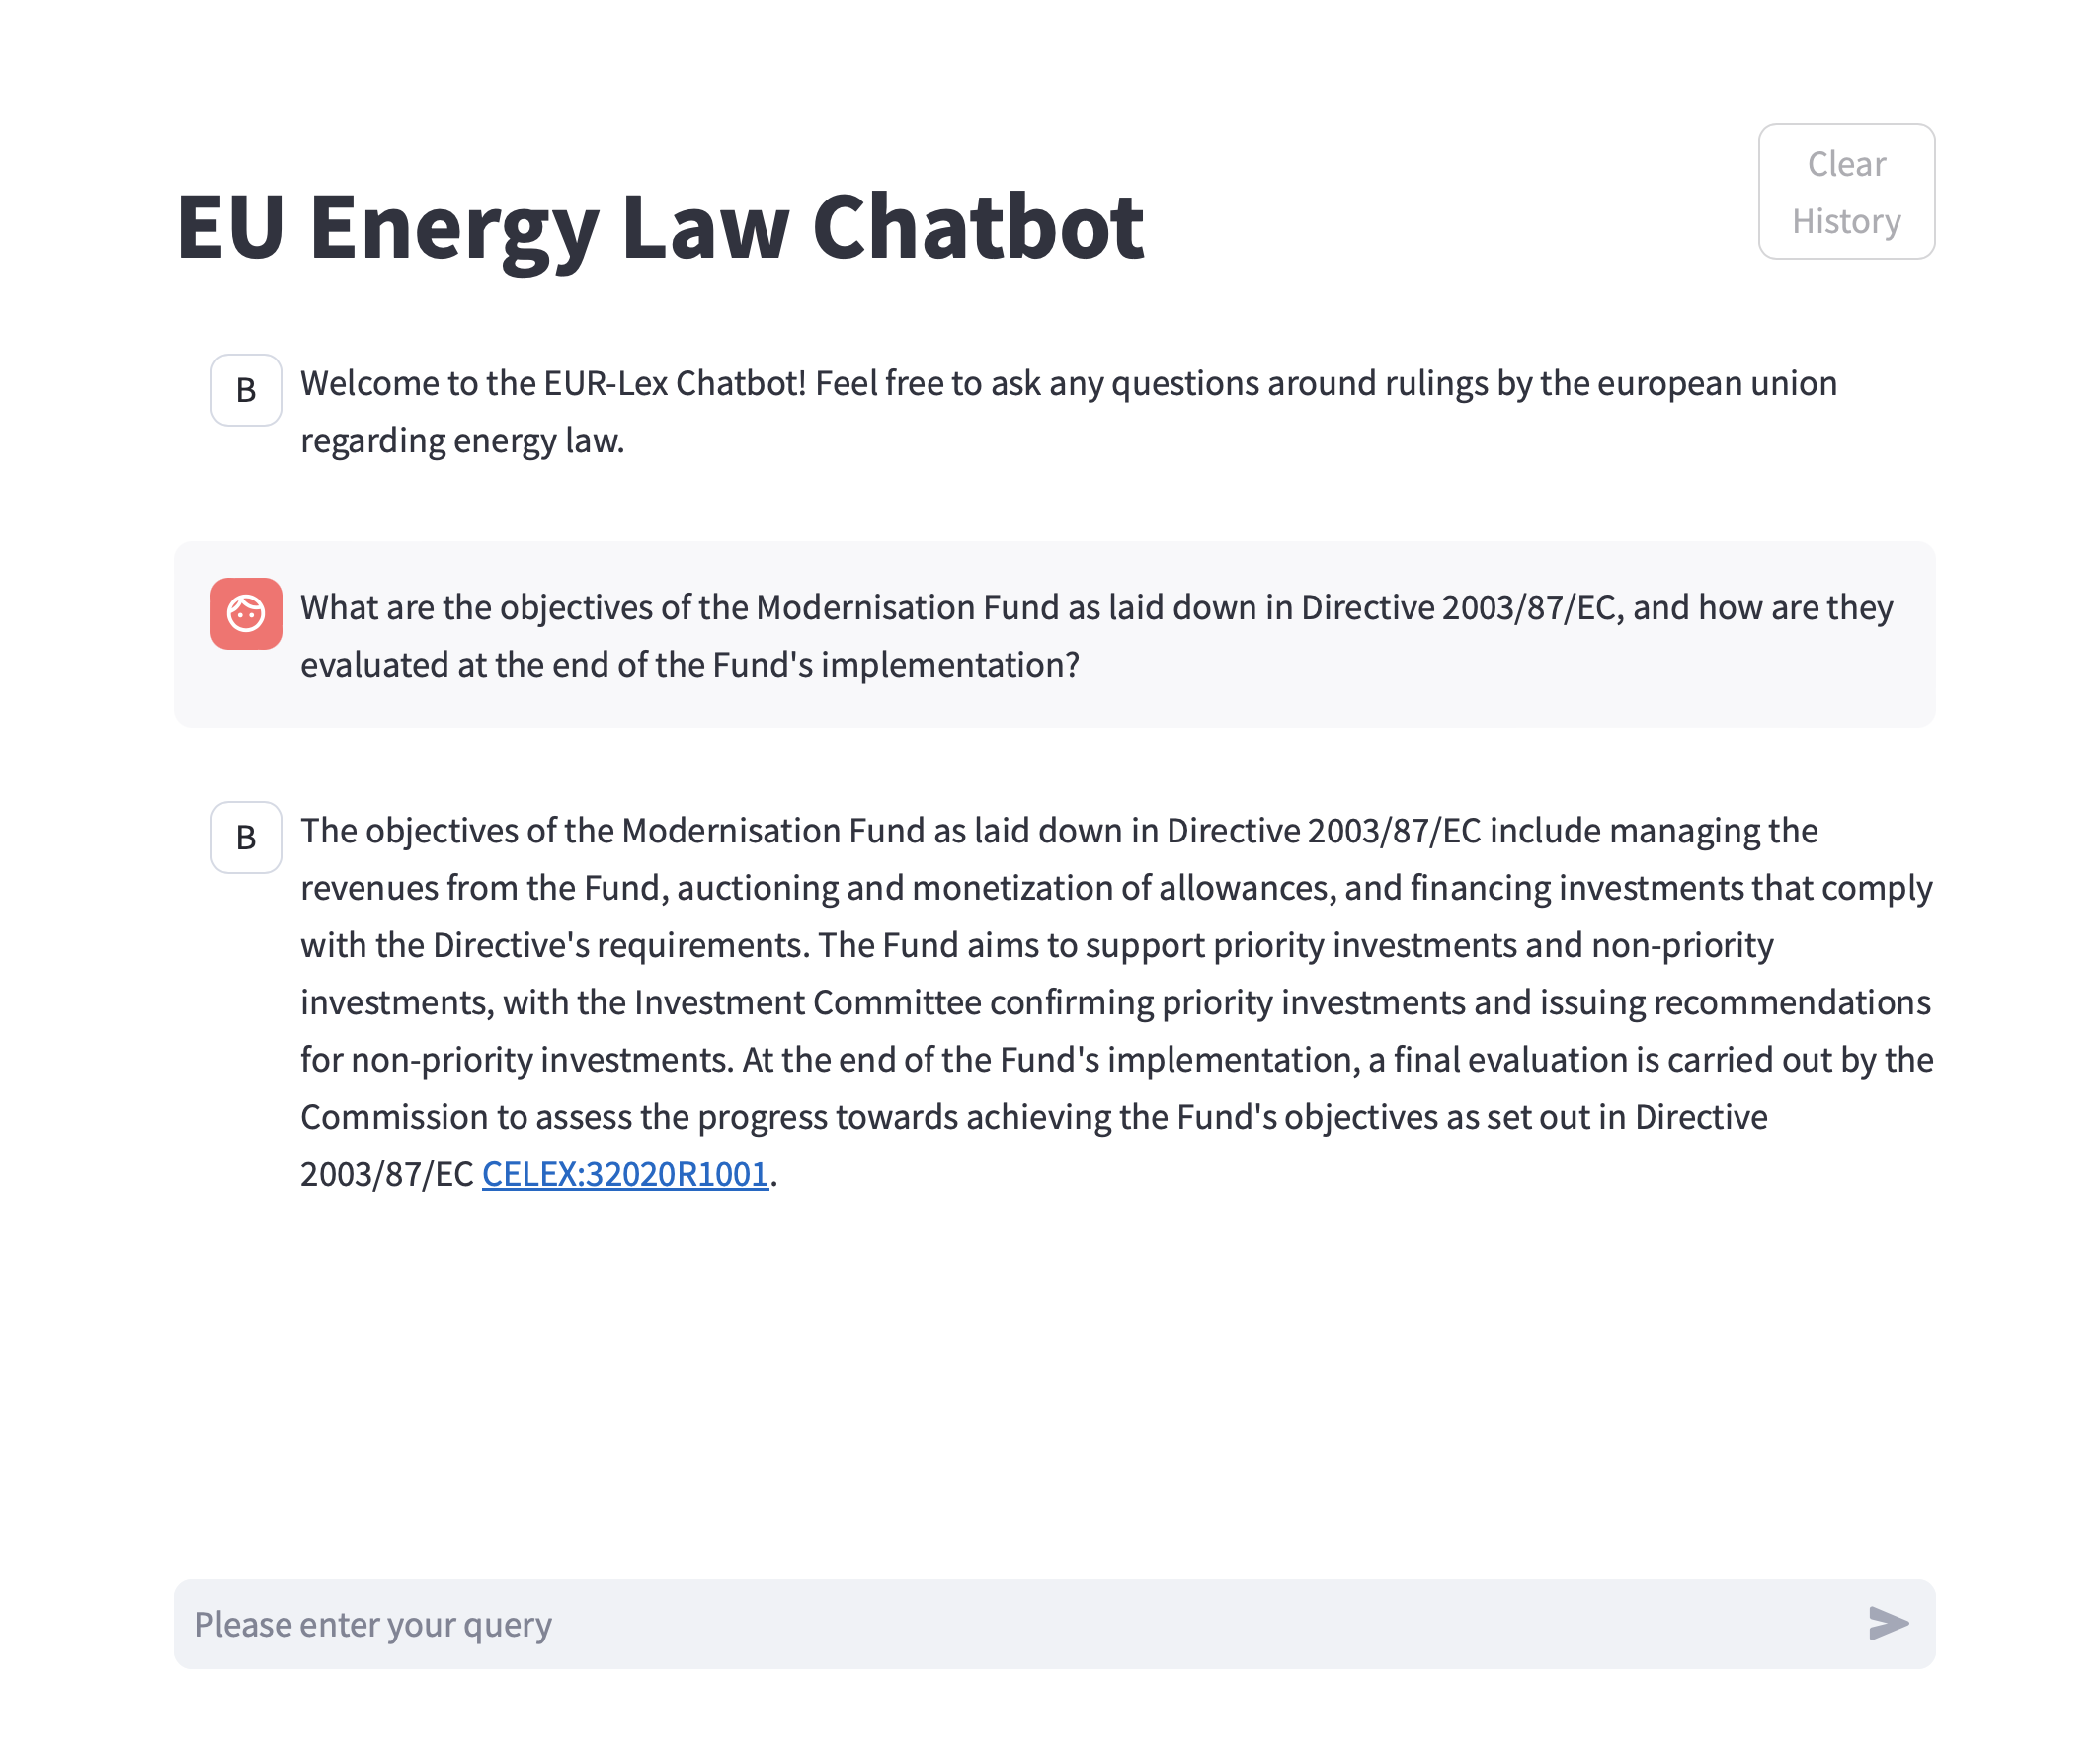 Clear
History
EU Energy Law Chatbot
B
Welcome to the EUR-Lex Chatbot! Feel free to ask any questions around rulings by the european union
regarding energy law.
What are the objectives of the Modernisation Fund as laid down in Directive 2003/87/EC, and how are they
evaluated at the end of the Fund's implementation?
B
The objectives of the Modernisation Fund as laid down in Directive 2003/87/EC include managing the
revenues from the Fund, auctioning and monetization of allowances, and financing investments that comply
with the Directive's requirements. The Fund aims to support priority investments and non-priority
investments, with the Investment Committee confirming priority investments and issuing recommendations
for non-priority investments. At the end of the Fund's implementation, a final evaluation is carried out by the
Commission to assess the progress towards achieving the Fund's objectives as set out in Directive
2003/87/EC CELEX:32020R1001.
Please enter your query